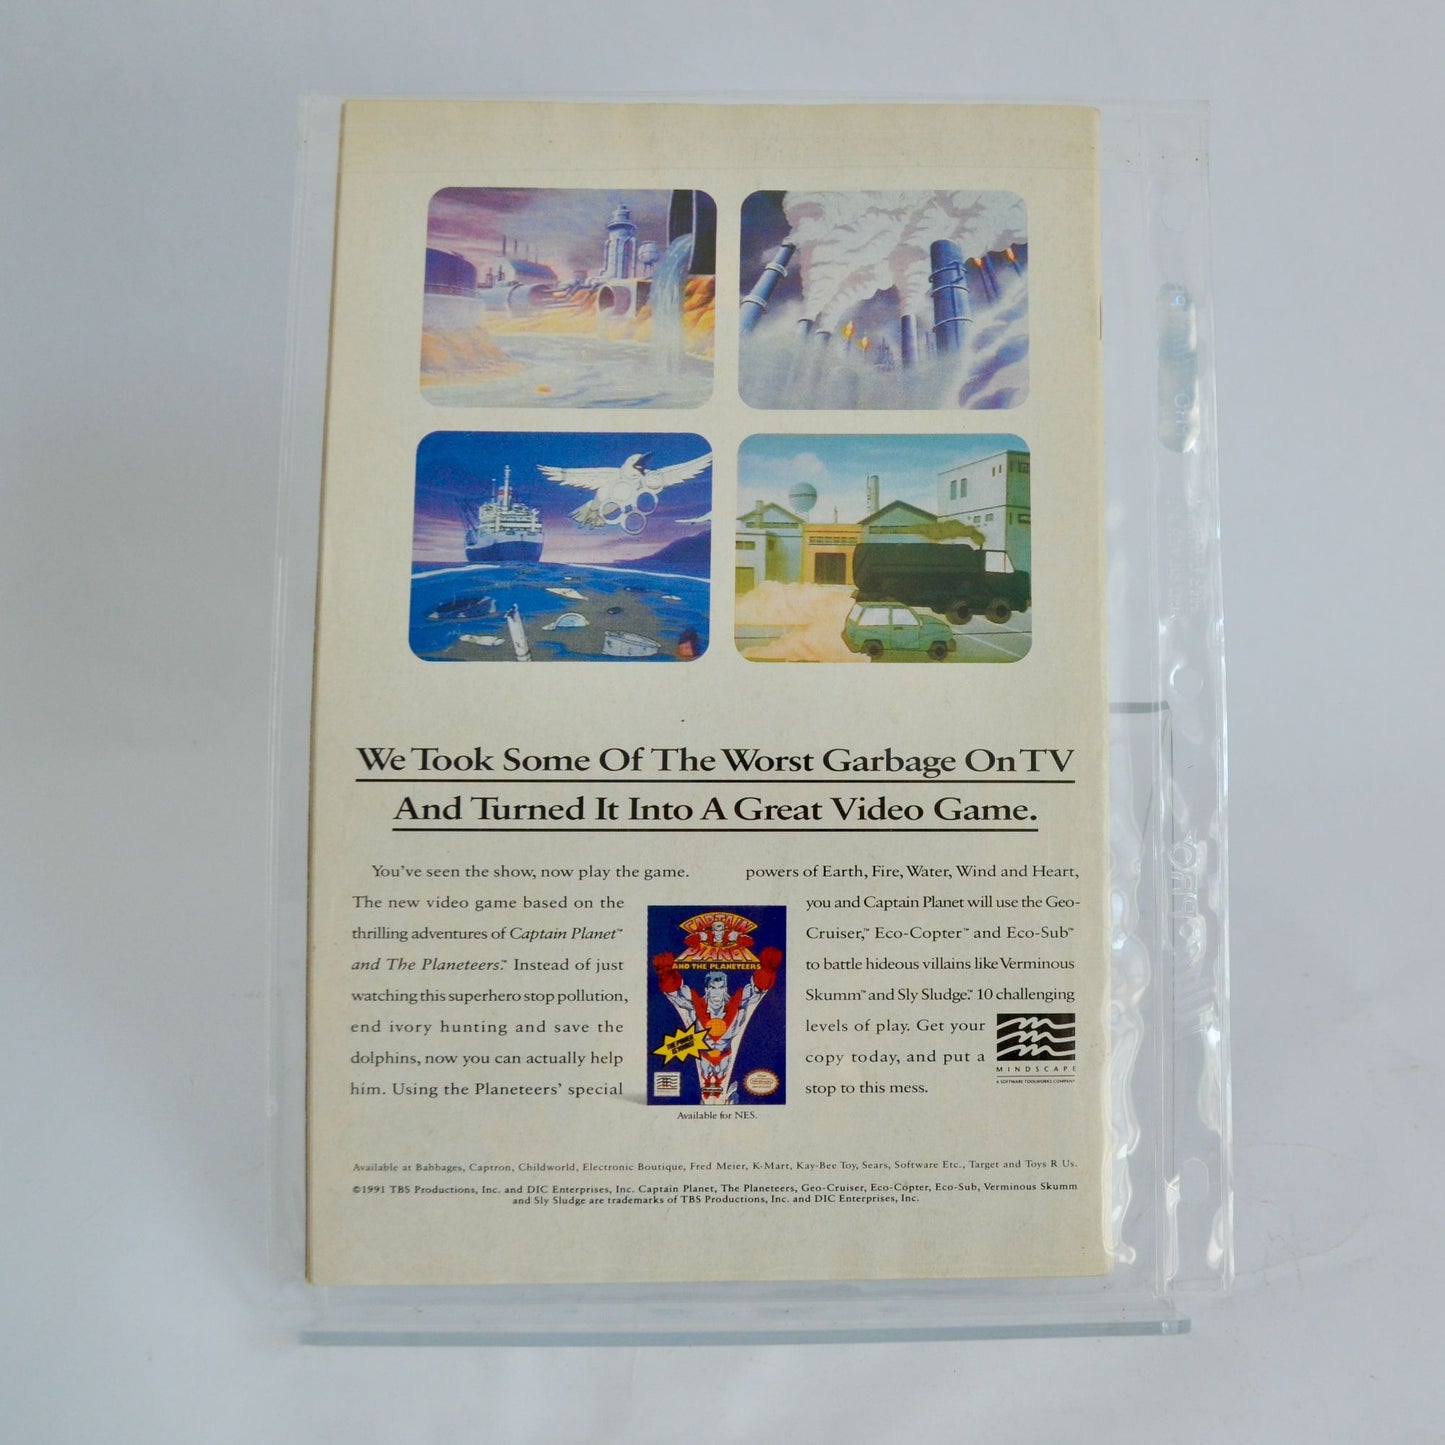 We Took Some Of The Worst Garbage On TV
And Turned It Into A Great Video Game.
You've seen the show, now play the game.
The new video game based on the
thrilling adventures of Captain Planet™
and The Planeteers.™ Instead of just
watching this superhero stop pollution,
end ivory hunting and save the
dolphins, now you can actually help
him. Using the Planeteers' special
CAPTAIN
PLANET
AND THE PLANETEERS
THE POWER
IS YOURS!
Available for NES.
powers of Earth, Fire, Water, Wind and Heart,
you and Captain Planet will use the Geo-
Cruiser,™ Eco-Copter™ and Eco-Sub™
to battle hideous villains like Verminous
Skumm™ and Sly Sludge.™ 10 challenging
levels of play. Get your
copy today, and put a
stop to this mess.
MINDSCAPE
A SOFTWARE TOOLWORKS COMPANY
Available at Babbages, Captron, Childworld, Electronic Boutique, Fred Meier, K-Mart, Kay-Bee Toy, Sears, Software Etc., Target and Toys R Us.
©1991 TBS Productions, Inc. and DIC Enterprises, Inc. Captain Planet, The Planeteers, Geo-Cruiser, Eco-Copter, Eco-Sub, Verminous Skumm
and Sly Sludge are trademarks of TBS Productions, Inc. and DIC Enterprises, Inc.